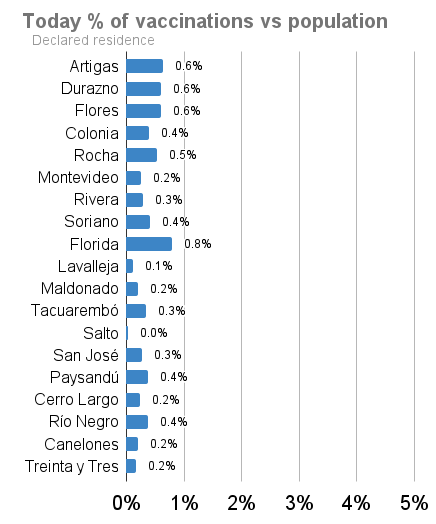 Today % of vaccinations vs population
Declared residence
Artigas 0.6%
Durazno 0.6%
Flores 0.6%
Colonia 0.4%
Rocha 0.5%
Montevideo 0.2%
Rivera 0.3%
Soriano 0.4%
Florida 0.8%
Lavalleja 0.1%
Maldonado 0.2%
Tacuarembó 0.3%
Salto 0.0%
San José 0.3%
Paysandú 0.4%
Cerro Largo 0.2%
Río Negro 0.4%
Canelones 0.2%
Treinta y Tres 0.2%
0% 1% 2% 3% 4% 5%